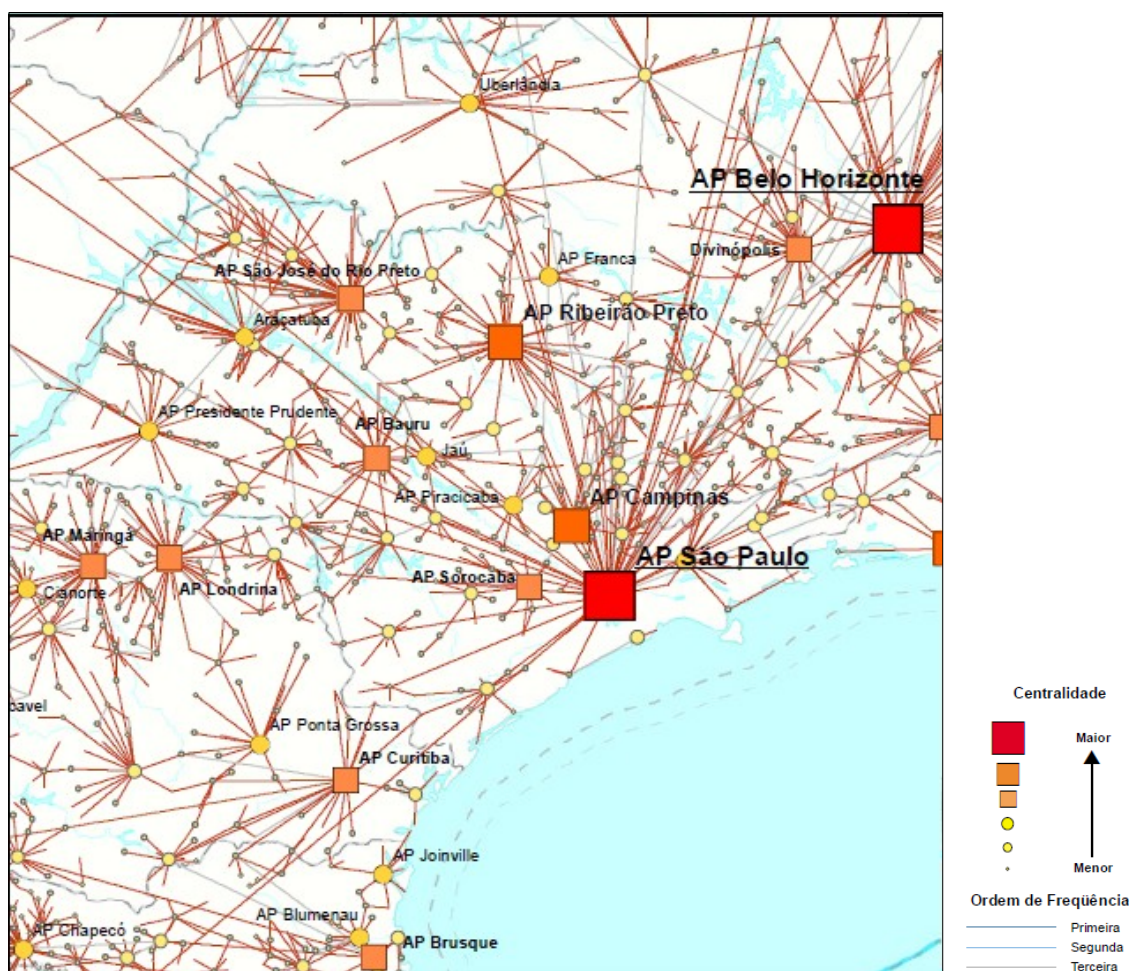 Uberlândia
AP Belo Horizonte
Divinópolis
AP Franca
AP São José do Rio Preto
AP Ribeirão Preto
Araçatuba
AP Presidente Prudente
AP Bauru
Jaú
AP Piracicaba
AP Campinas
AP Maringá
AP São Paulo
AP Sorocaba
Cianorte
AP Londrina
avel
AP Ponta Grossa
AP Curitiba
AP Joinville
AP Blumenau
AP Chapecó
AP Brusque
Centralidade
Maior
Menor
Ordem de Freqüência
Primeira
Segunda
Terceira